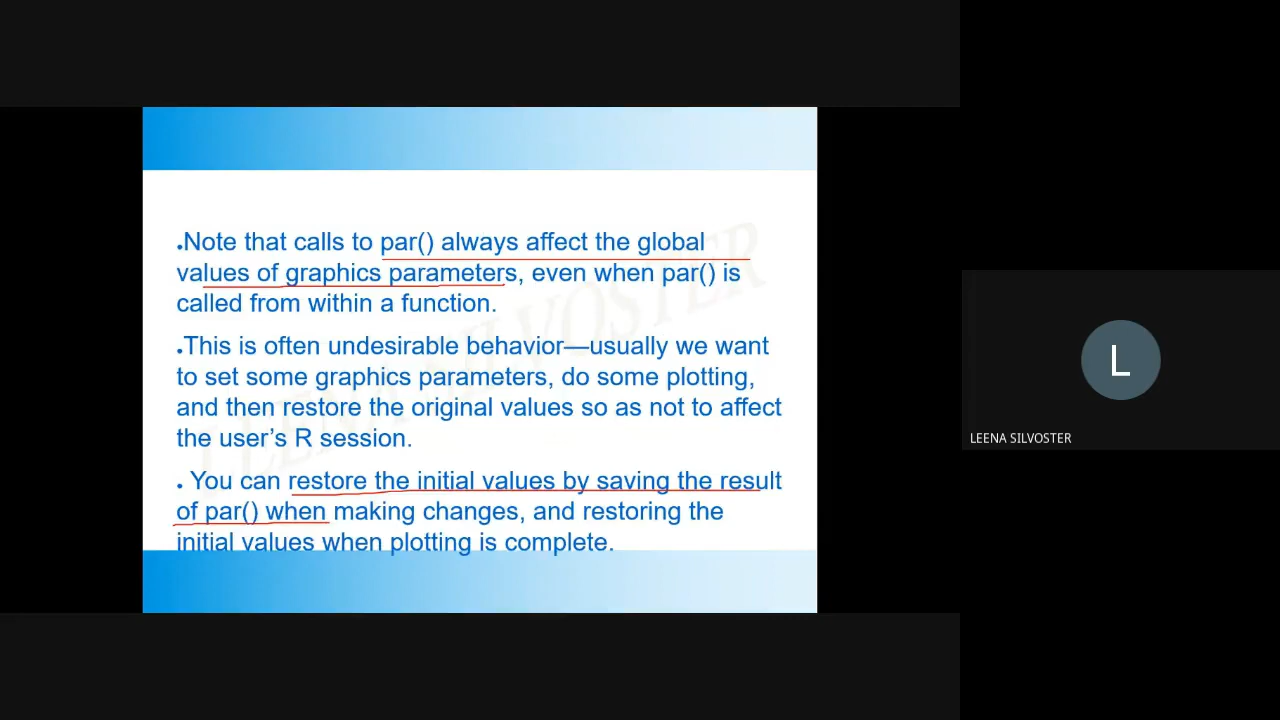 •Note that calls to par() always affect the global
values of graphics parameters, even when par() is
called from within a function.
•This is often undesirable behavior—usually we want
to set some graphics parameters, do some plotting,
and then restore the original values so as not to affect
the user’s R session.
• You can restore the initial values by saving the result
of par() when making changes, and restoring the
initial values when plotting is complete.
LEENA SILVOSTER
L
LEENA SILVOSTER